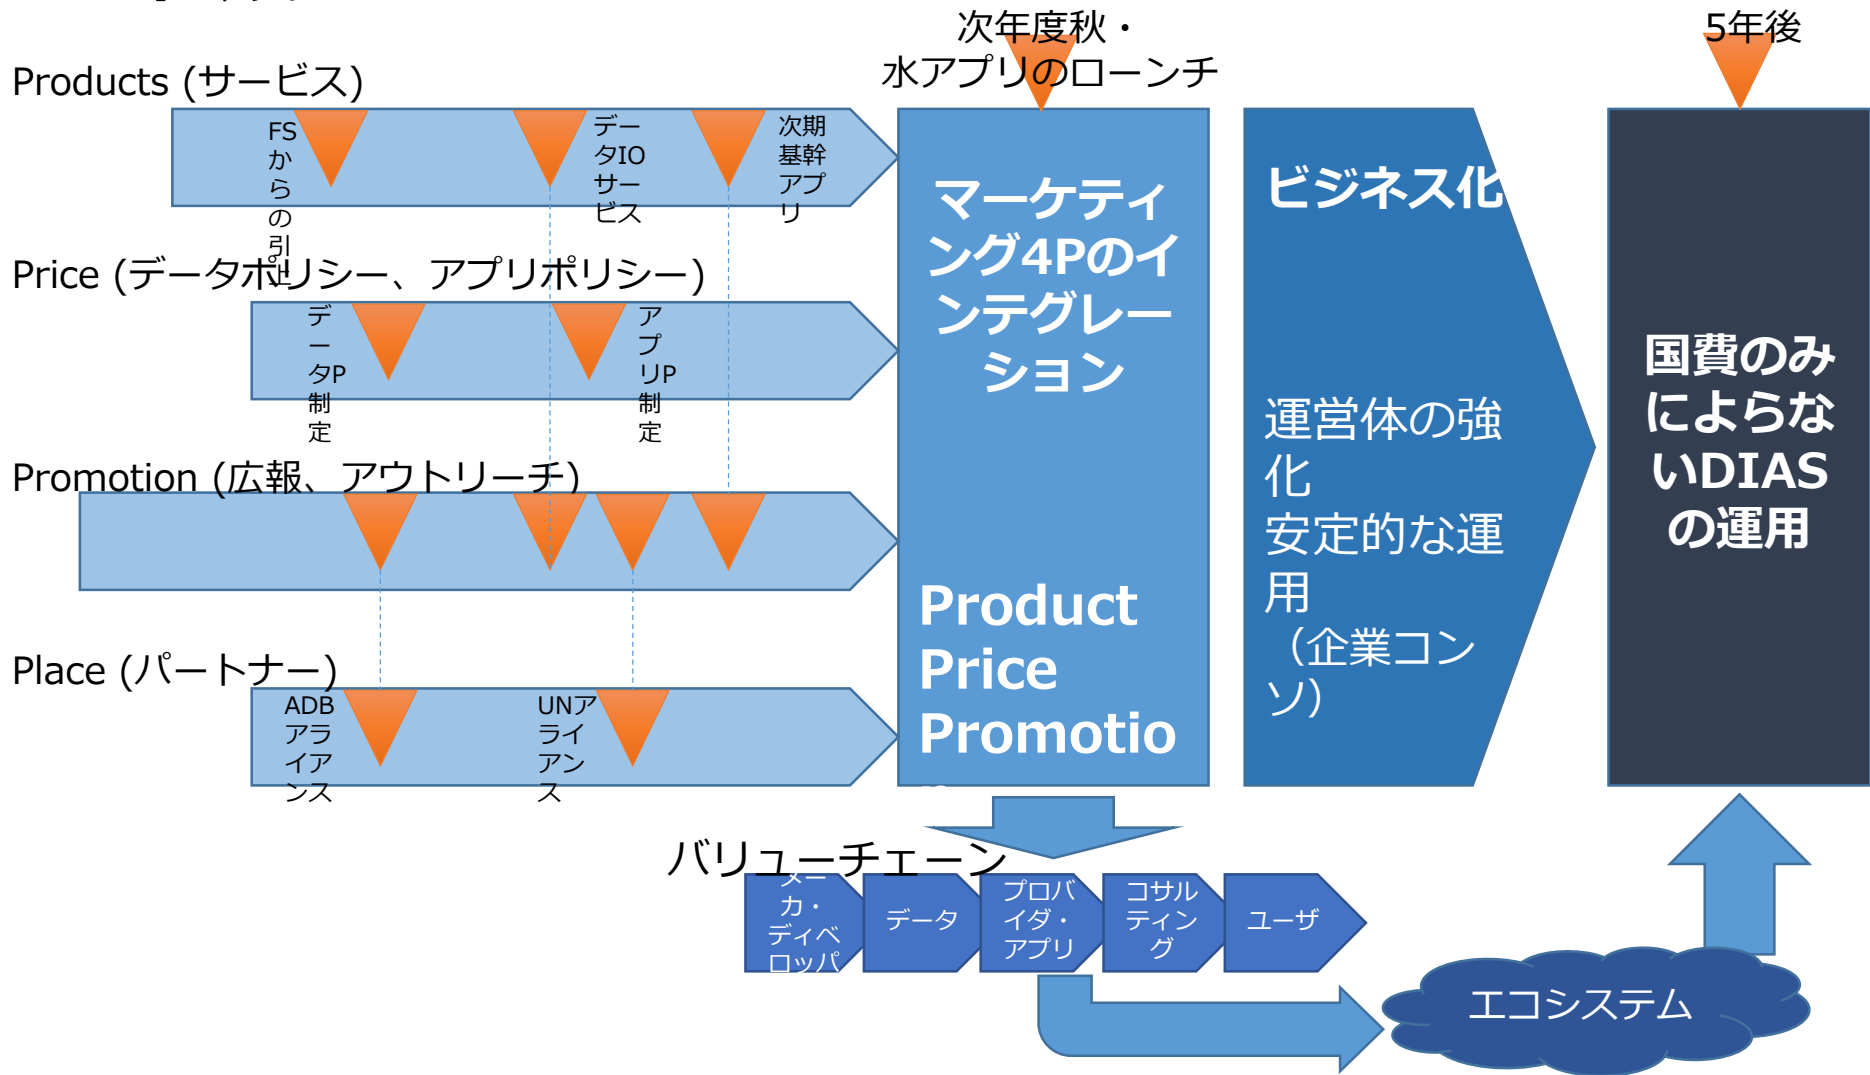 次年度秋・
水アプリのローンチ
5年後
Products (サービス)
FS
か
ら
の
引
上
デー
タIO
サー
ビス
次期
基幹
アプ
リ
Price (データポリシー、アプリポリシー)
デ
ー
タP
制
定
ア
プ
リP
制
定
Promotion (広報、アウトリーチ)
Place (パートナー)
ADB
アラ
イア
ンス
UNア
ライ
アン
ス
マーケティ
ング4Pのイ
ンテグレー
ション
Product
Price
Promotio
ビジネス化
運営体の強
化
安定的な運
用
（企業コン
ソ）
国費のみ
によらな
いDIAS
の運用
バリューチェーン
メー
カ・
ディベ
ロッパ
データ
プロバ
イダ・
アプリ
コサル
ティン
グ
ユーザ
エコシステム